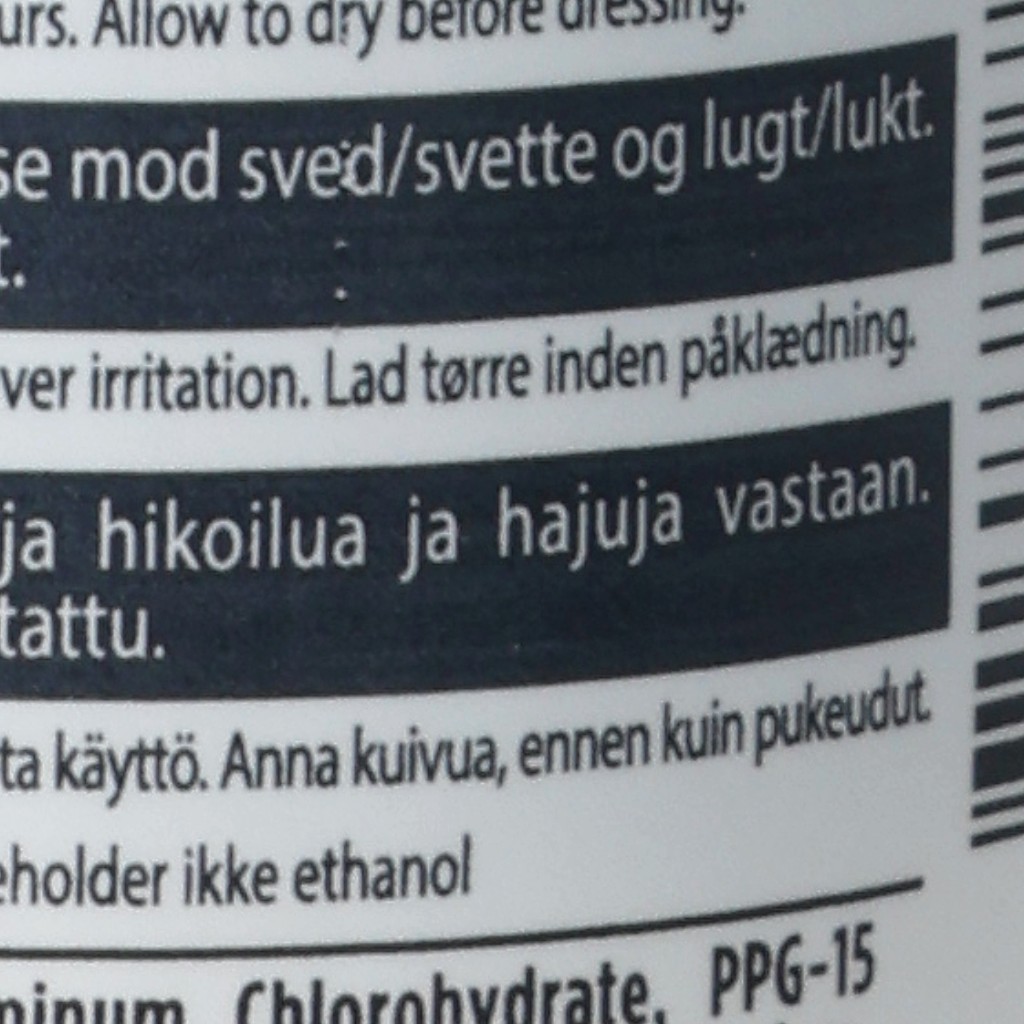 urs. Allow to dry before dressing.
se mod sved/svette og lugt/lukt.
t.
ver irritation. Lad tørre inden påklædning.
ja hikoilua ja hajuja vastaan.
tattu.
ta käyttö. Anna kuivua, ennen kuin pukeudut.
eholder ikke ethanol
minum Chlorohydrate, PPG-15